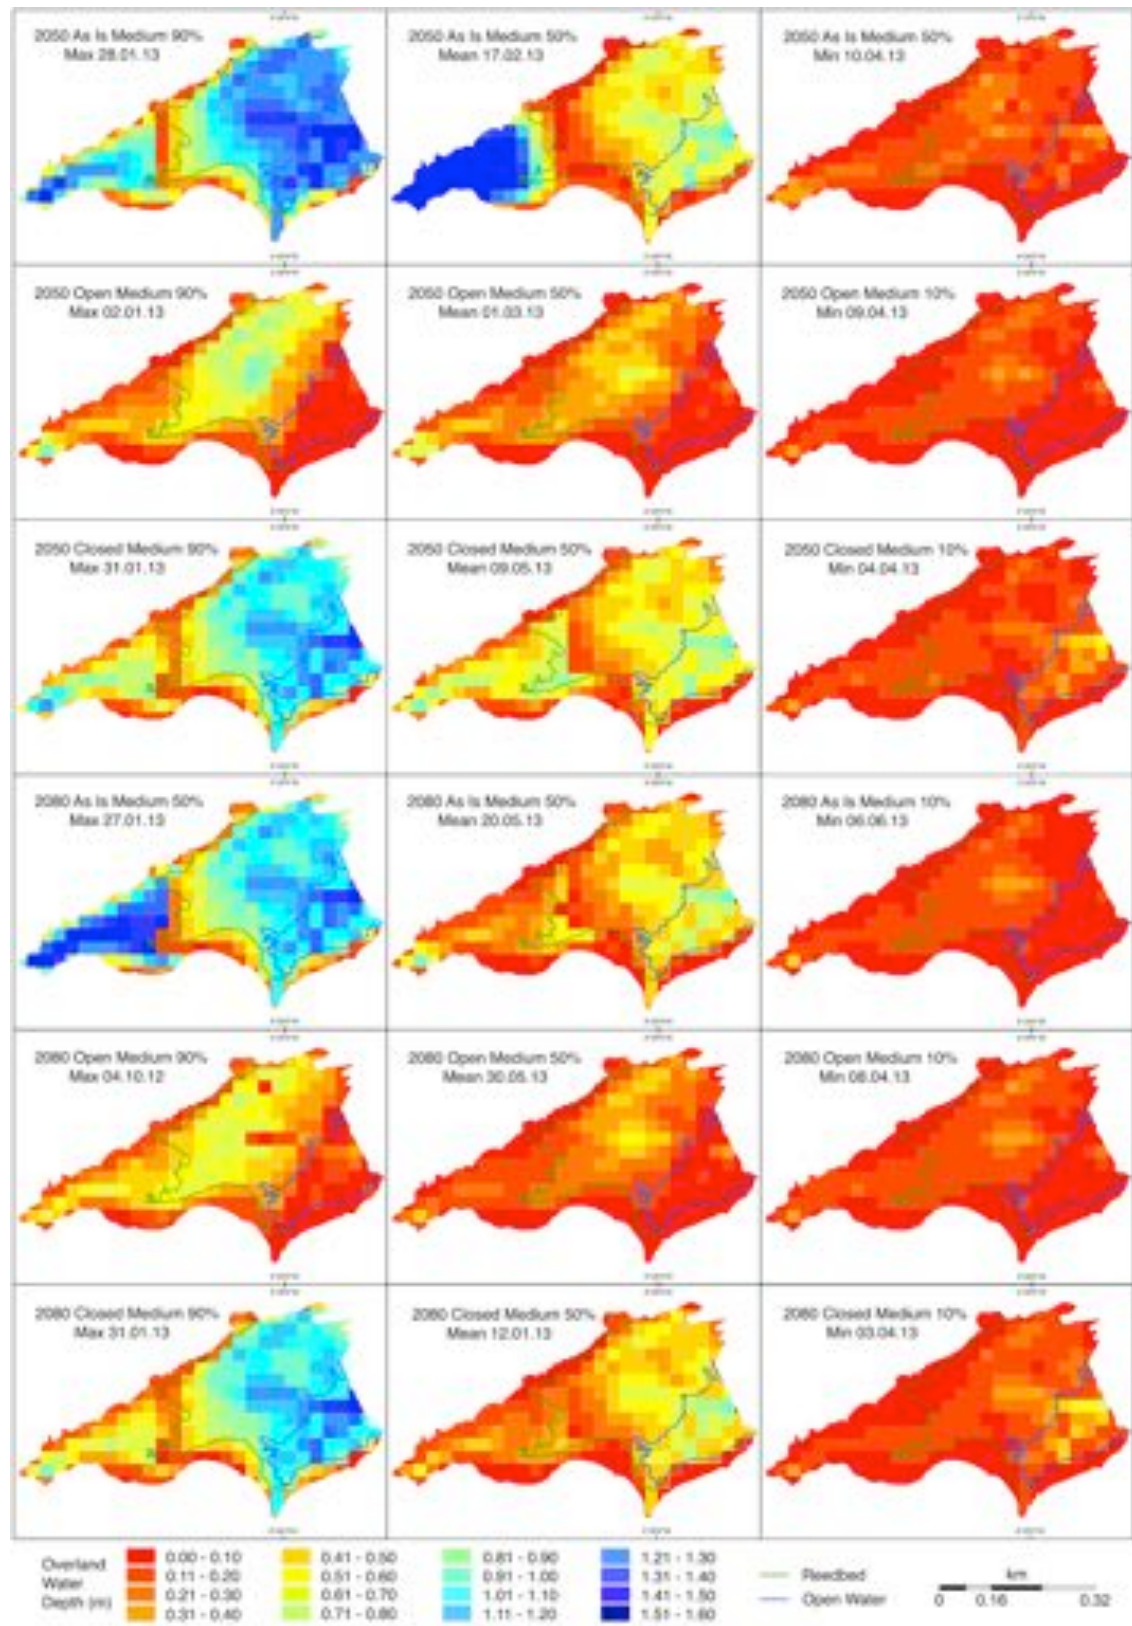 2050 As Is Medium 90%
Max 28.01.13
2050 As Is Medium 50%
Mean 17.02.13
2050 As Is Medium 50%
Min 10.04.13
2050 Open Medium 90%
Max 02.01.13
2050 Open Medium 50%
Mean 01.03.13
2050 Open Medium 10%
Min 09.04.13
2050 Closed Medium 90%
Max 31.01.13
2050 Closed Medium 50%
Mean 09.05.13
2050 Closed Medium 10%
Min 04.04.13
2080 As Is Medium 50%
Max 27.01.13
2080 As Is Medium 50%
Mean 20.05.13
2080 As Is Medium 10%
Min 06.06.13
2080 Open Medium 90%
Max 04.10.12
2080 Open Medium 50%
Mean 30.05.13
2080 Open Medium 10%
Min 08.04.13
2080 Closed Medium 90%
Max 31.01.13
2080 Closed Medium 50%
Mean 12.01.13
2080 Closed Medium 10%
Min 03.04.13
Overland
Water
Depth (m)
0.00 - 0.10
0.11 - 0.20
0.21 - 0.30
0.31 - 0.40
0.41 - 0.50
0.51 - 0.60
0.61 - 0.70
0.71 - 0.80
0.81 - 0.90
0.91 - 1.00
1.01 - 1.10
1.11 - 1.20
1.21 - 1.30
1.31 - 1.40
1.41 - 1.50
1.51 - 1.60
Reedbed
Open Water
km
0 0.16 0.32